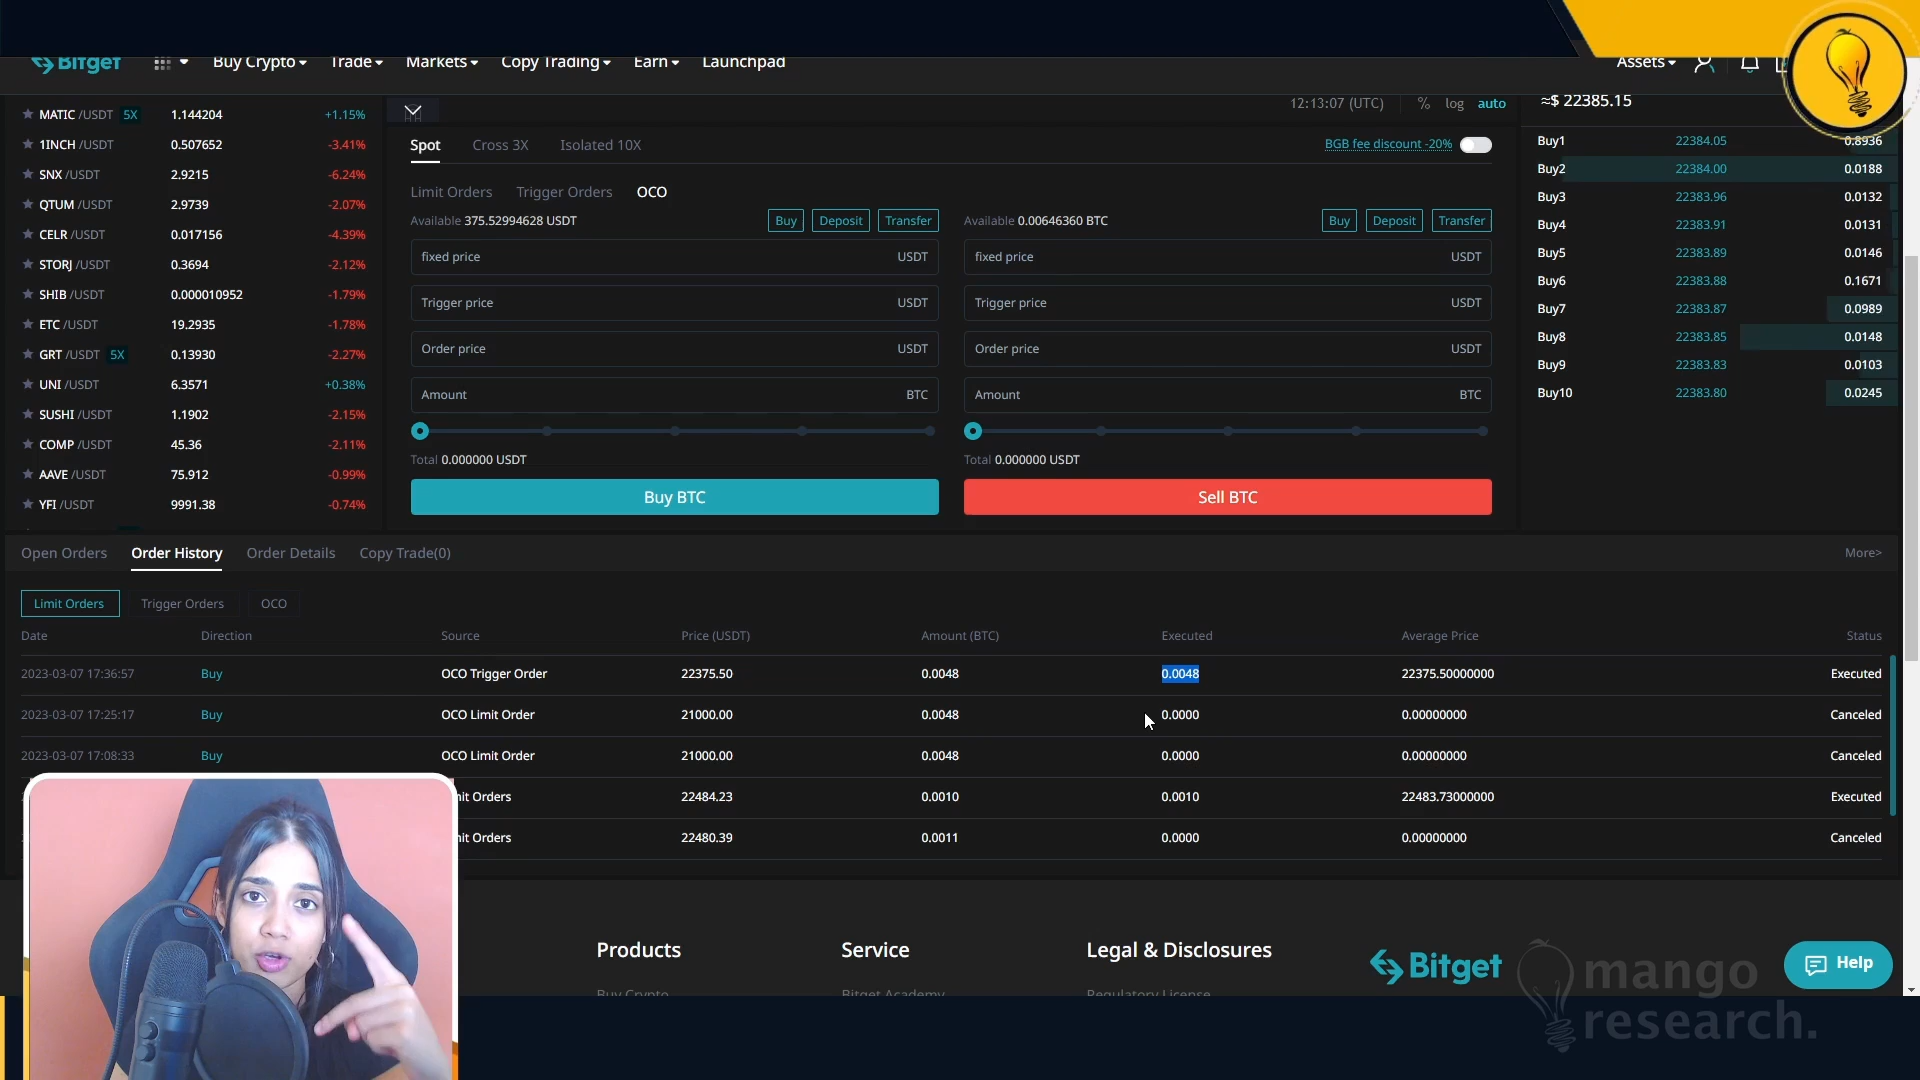 Bitget Buy Crypto Trade Markets Copy Trading Earn Launchpad Assets
MATIC /USDT 5X 1.144204 +1.15%
1INCH /USDT 0.507652 -3.41%
SNX /USDT 2.9215 -6.24%
QTUM /USDT 2.9739 -2.07%
CELR /USDT 0.017156 -4.39%
STORJ /USDT 0.3694 -2.12%
SHIB /USDT 0.000010952 -1.79%
ETC /USDT 19.2935 -1.78%
GRT /USDT 5X 0.13930 -2.27%
UNI /USDT 6.3571 +0.38%
SUSHI /USDT 1.1902 -2.15%
COMP /USDT 45.36 -2.11%
AAVE /USDT 75.912 -0.99%
YFI /USDT 9991.38 -0.74%
12:13:07 (UTC) % log auto
Spot Cross 3X Isolated 10X BGB fee discount -20%
Limit Orders Trigger Orders OCO
Available 375.52994628 USDT Buy Deposit Transfer
fixed price USDT
Trigger price USDT
Order price USDT
Amount BTC
Total 0.000000 USDT
Buy BTC
Available 0.00646360 BTC Buy Deposit Transfer
fixed price USDT
Trigger price USDT
Order price USDT
Amount BTC
Total 0.000000 USDT
Sell BTC
≈$ 22385.15
Buy1 22384.05 0.8936
Buy2 22384.00 0.0188
Buy3 22383.96 0.0132
Buy4 22383.91 0.0131
Buy5 22383.89 0.0146
Buy6 22383.88 0.1671
Buy7 22383.87 0.0989
Buy8 22383.85 0.0148
Buy9 22383.83 0.0103
Buy10 22383.80 0.0245
Open Orders Order History Order Details Copy Trade(0) More>
Limit Orders Trigger Orders OCO
Date Direction Source Price (USDT) Amount (BTC) Executed Average Price Status
2023-03-07 17:36:57 Buy OCO Trigger Order 22375.50 0.0048 0.0048 22375.50000000 Executed
2023-03-07 17:25:17 Buy OCO Limit Order 21000.00 0.0048 0.0000 0.00000000 Canceled
2023-03-07 17:08:33 Buy OCO Limit Order 21000.00 0.0048 0.0000 0.00000000 Canceled
Orders 22484.23 0.0010 0.0010 22483.73000000 Executed
Orders 22480.39 0.0011 0.0000 0.00000000 Canceled
Products Service Legal & Disclosures Bitget Help
Buy Crypto Bitget Academy Regulatory License
mango
research.